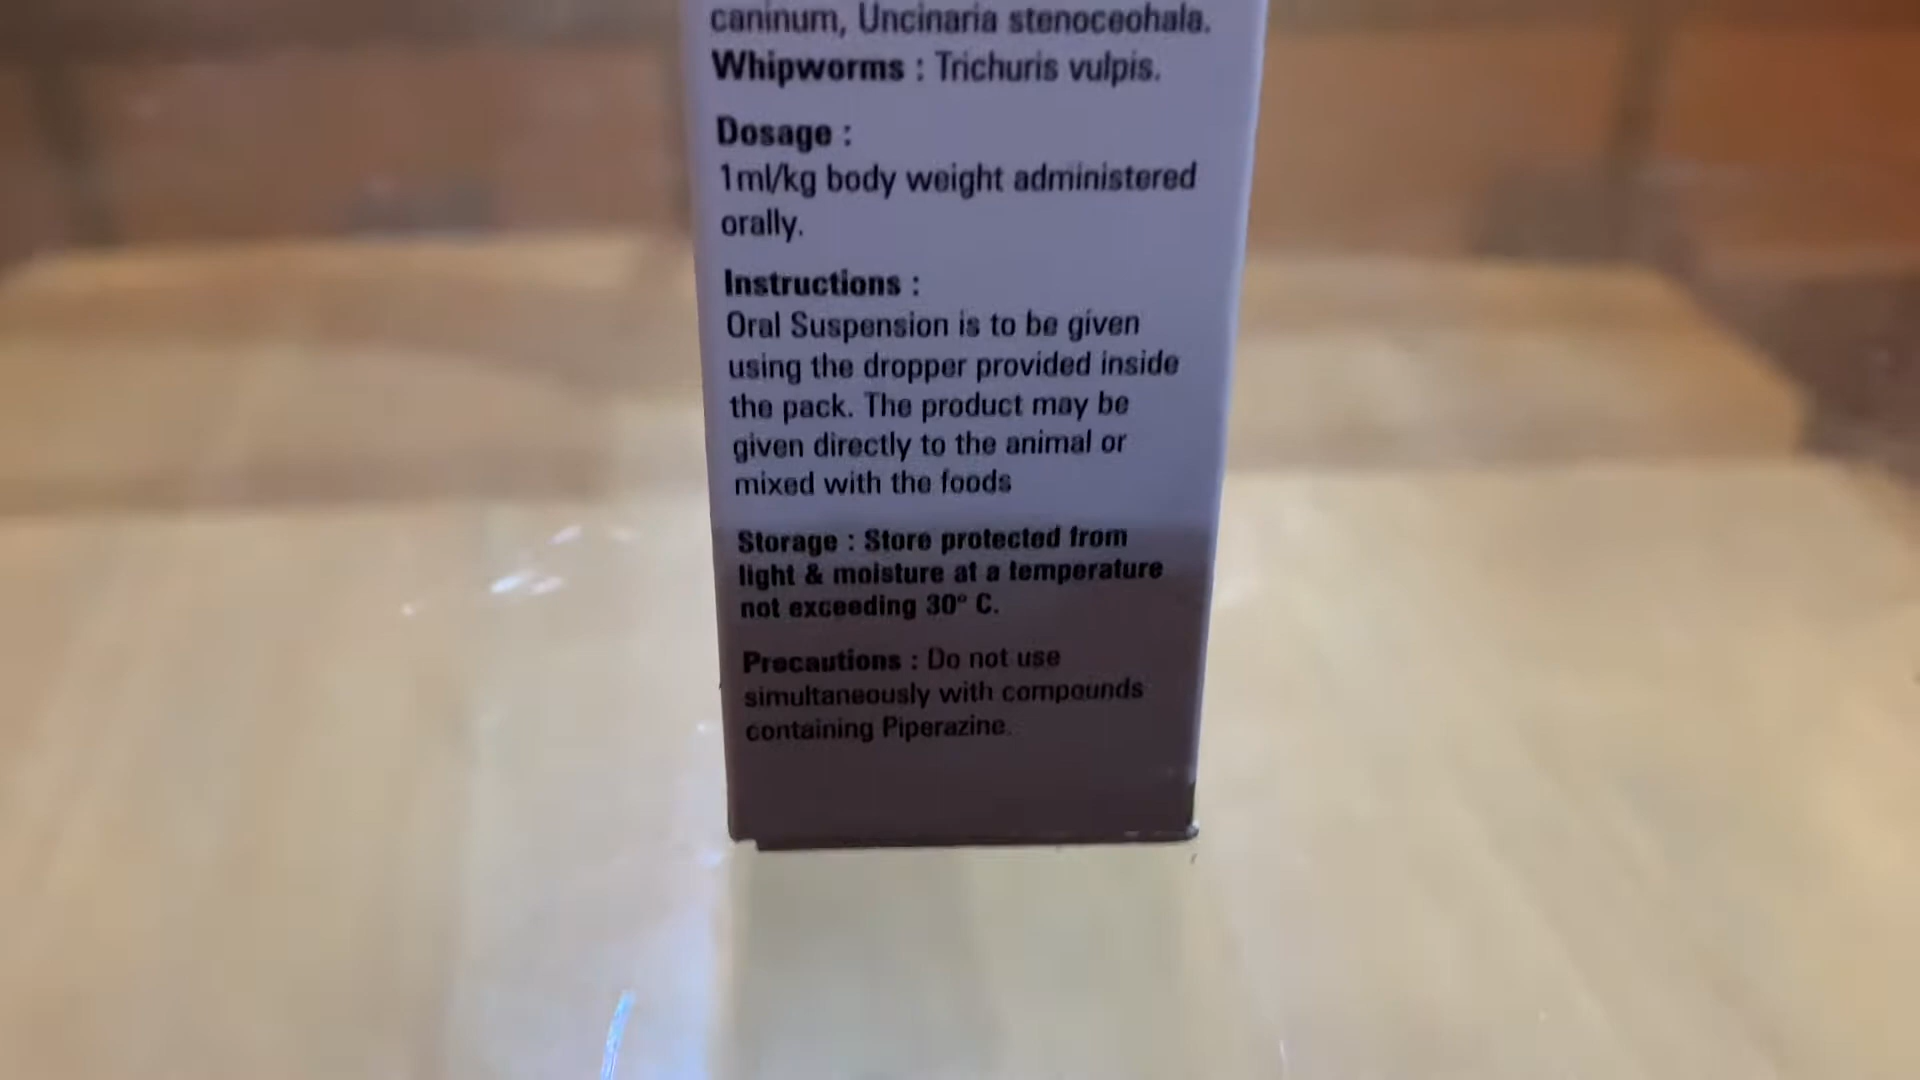 caninum, Uncinaria stenoceohala.
Whipworms : Trichuris vulpis.
Dosage :
1ml/kg body weight administered
orally.
Instructions :
Oral Suspension is to be given
using the dropper provided inside
the pack. The product may be
given directly to the animal or
mixed with the foods
Storage : Store protected from
light & moisture at a temperature
not exceeding 30° C.
Precautions : Do not use
simultaneously with compounds
containing Piperazine.